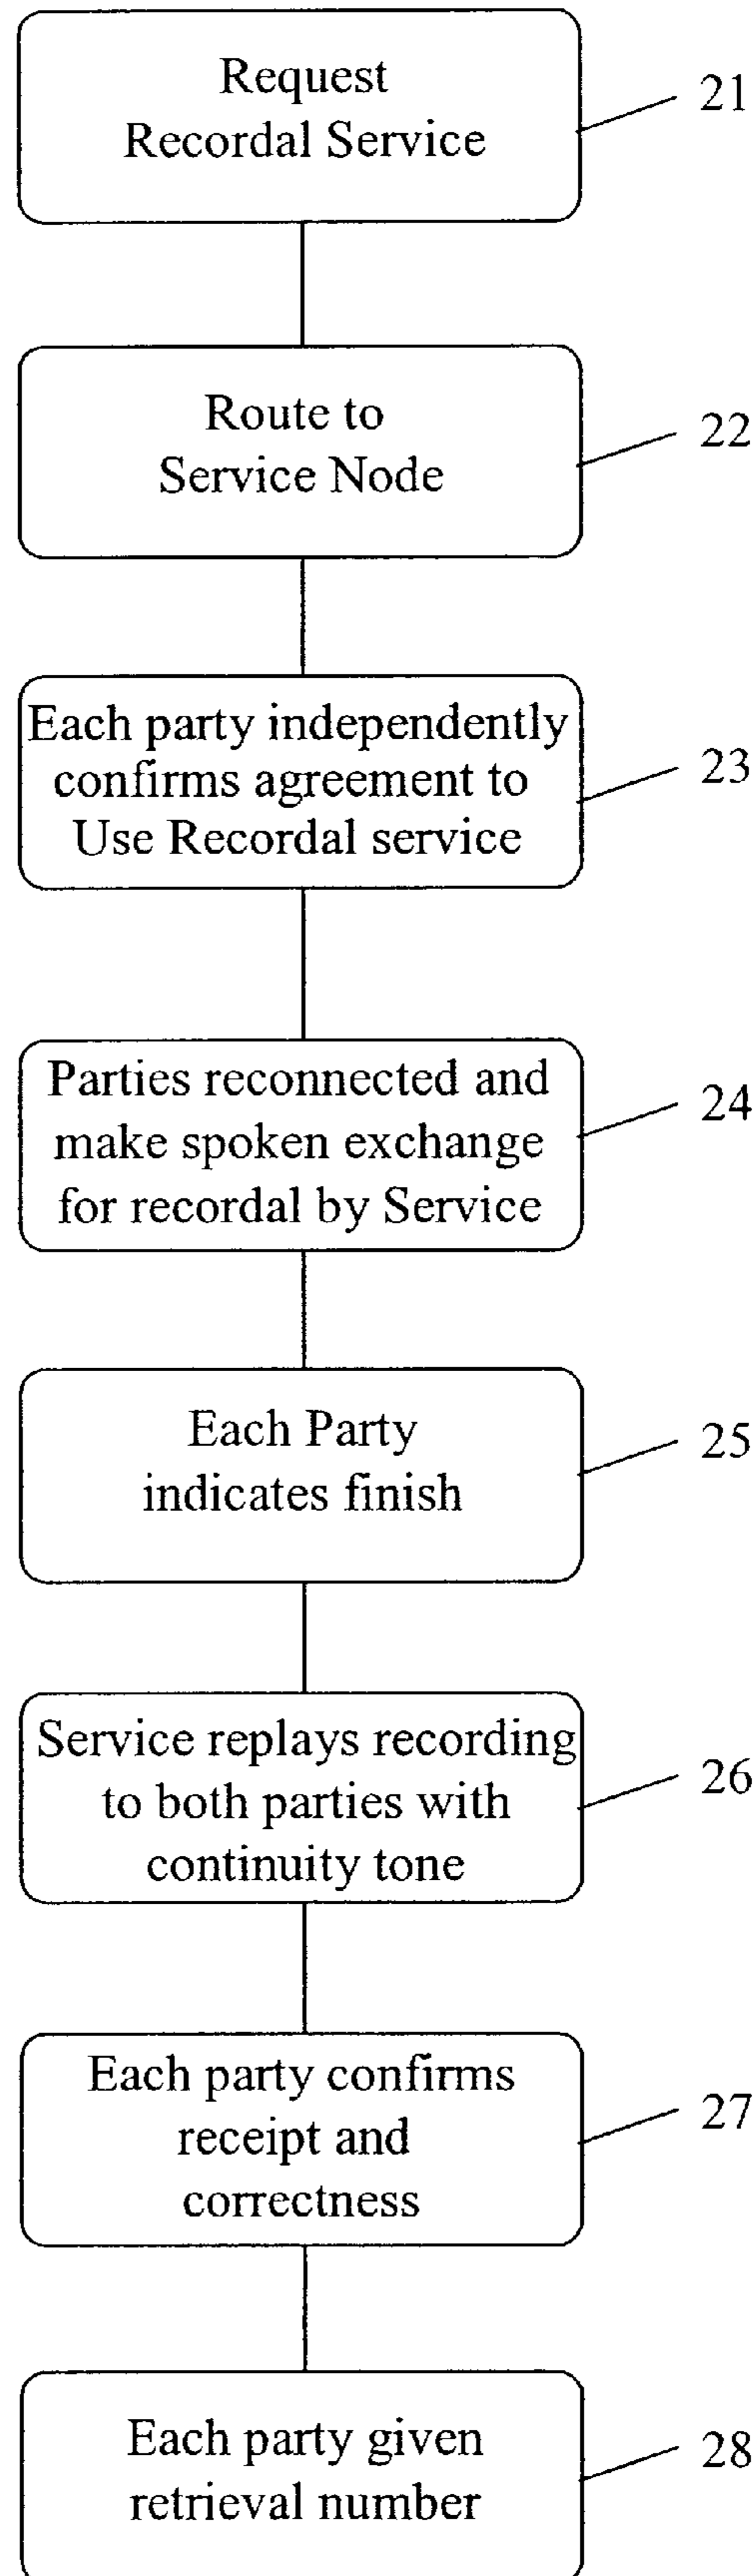 Request
Recordal Service
21
Route to
Service Node
22
Each party independently
confirms agreement to
Use Recordal service
23
Parties reconnected and
make spoken exchange
for recordal by Service
24
Each Party
indicates finish
25
Service replays recording
to both parties with
continuity tone
26
Each party confirms
receipt and
correctness
27
Each party given
retrieval number
28